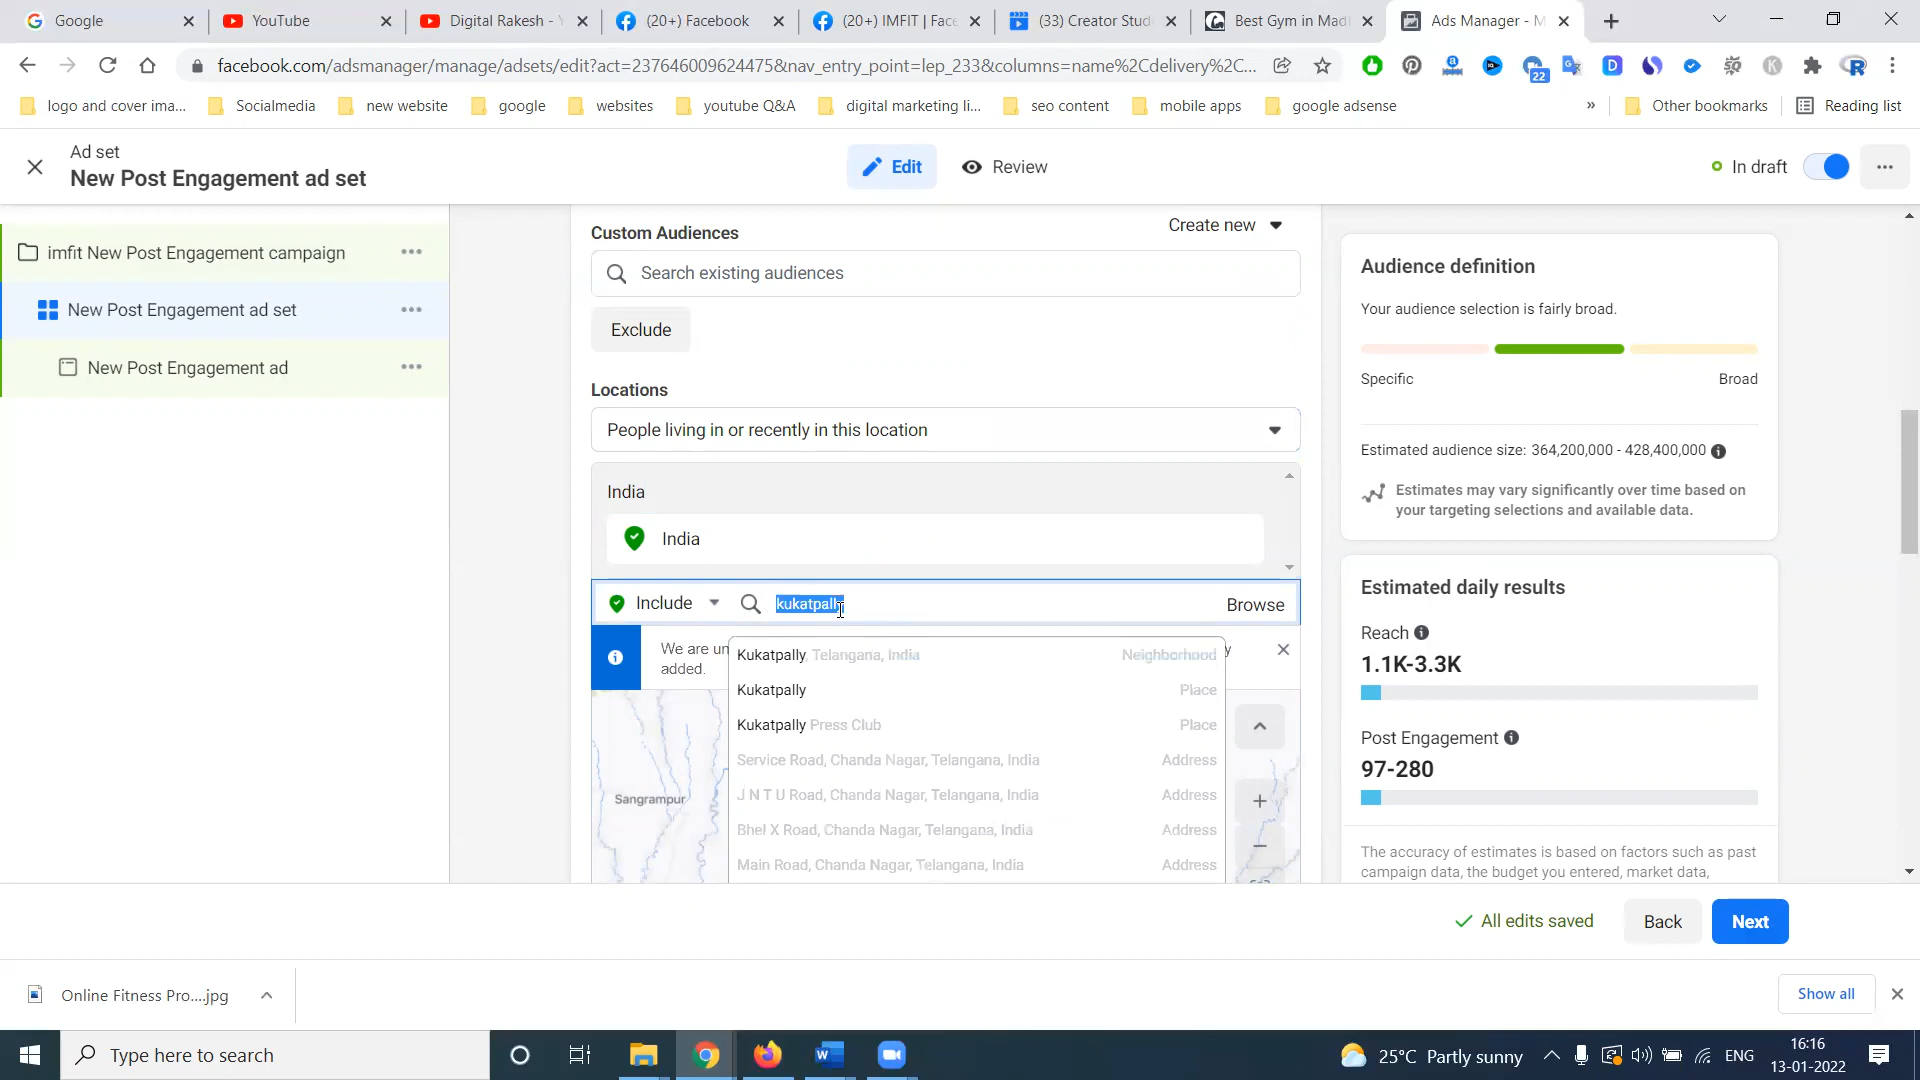 Google
YouTube
Digital Rakesh - Y
(20+) Facebook
(20+) IMFIT | Face
(33) Creator Studi
Best Gym in Madi
Ads Manager - M
facebook.com/adsmanager/manage/adsets/edit?act=237646009624475&nav_entry_point=lep_233&columns=name%2Cdelivery%2C...
22
logo and cover ima...
Socialmedia
new website
google
websites
youtube Q&A
digital marketing li...
seo content
mobile apps
google adsense
»
Other bookmarks
Reading list
Ad set
New Post Engagement ad set
Edit
Review
In draft
imfit New Post Engagement campaign
New Post Engagement ad set
New Post Engagement ad
Custom Audiences
Create new
Search existing audiences
Exclude
Locations
People living in or recently in this location
India
India
Include
kukatpally
Browse
We are un
y
added.
Kukatpally, Telangana, India Neighborhood
Kukatpally Place
Kukatpally Press Club Place
Service Road, Chanda Nagar, Telangana, India Address
J N T U Road, Chanda Nagar, Telangana, India Address
Bhel X Road, Chanda Nagar, Telangana, India Address
Main Road, Chanda Nagar, Telangana, India Address
Sangrampur
Audience definition
Your audience selection is fairly broad.
Specific
Broad
Estimated audience size: 364,200,000 - 428,400,000
Estimates may vary significantly over time based on
your targeting selections and available data.
Estimated daily results
Reach
1.1K-3.3K
Post Engagement
97-280
The accuracy of estimates is based on factors such as past
campaign data, the budget you entered, market data,
All edits saved
Back
Next
Online Fitness Pro....jpg
Show all
Type here to search
25°C Partly sunny
ENG
16:16
13-01-2022